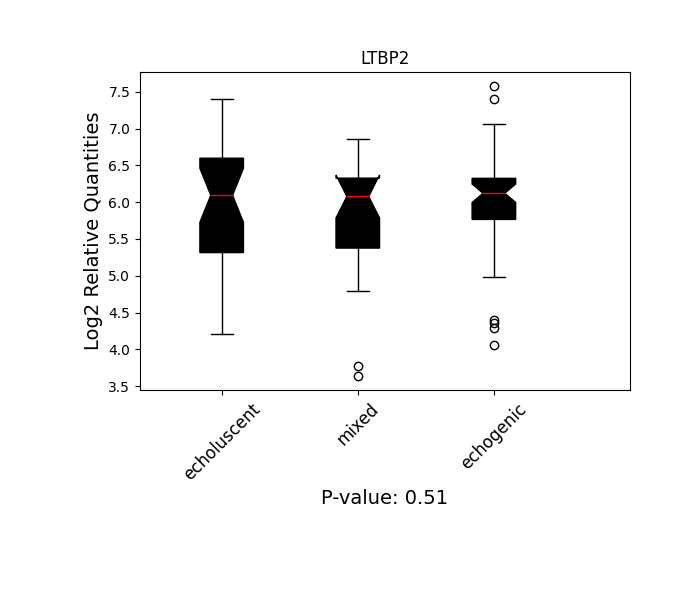 LTBP2
Log2 Relative Quantities
7.5
7.0
6.5
6.0
5.5
5.0
4.5
4.0
3.5
echoluscent
mixed
echogenic
P-value: 0.51